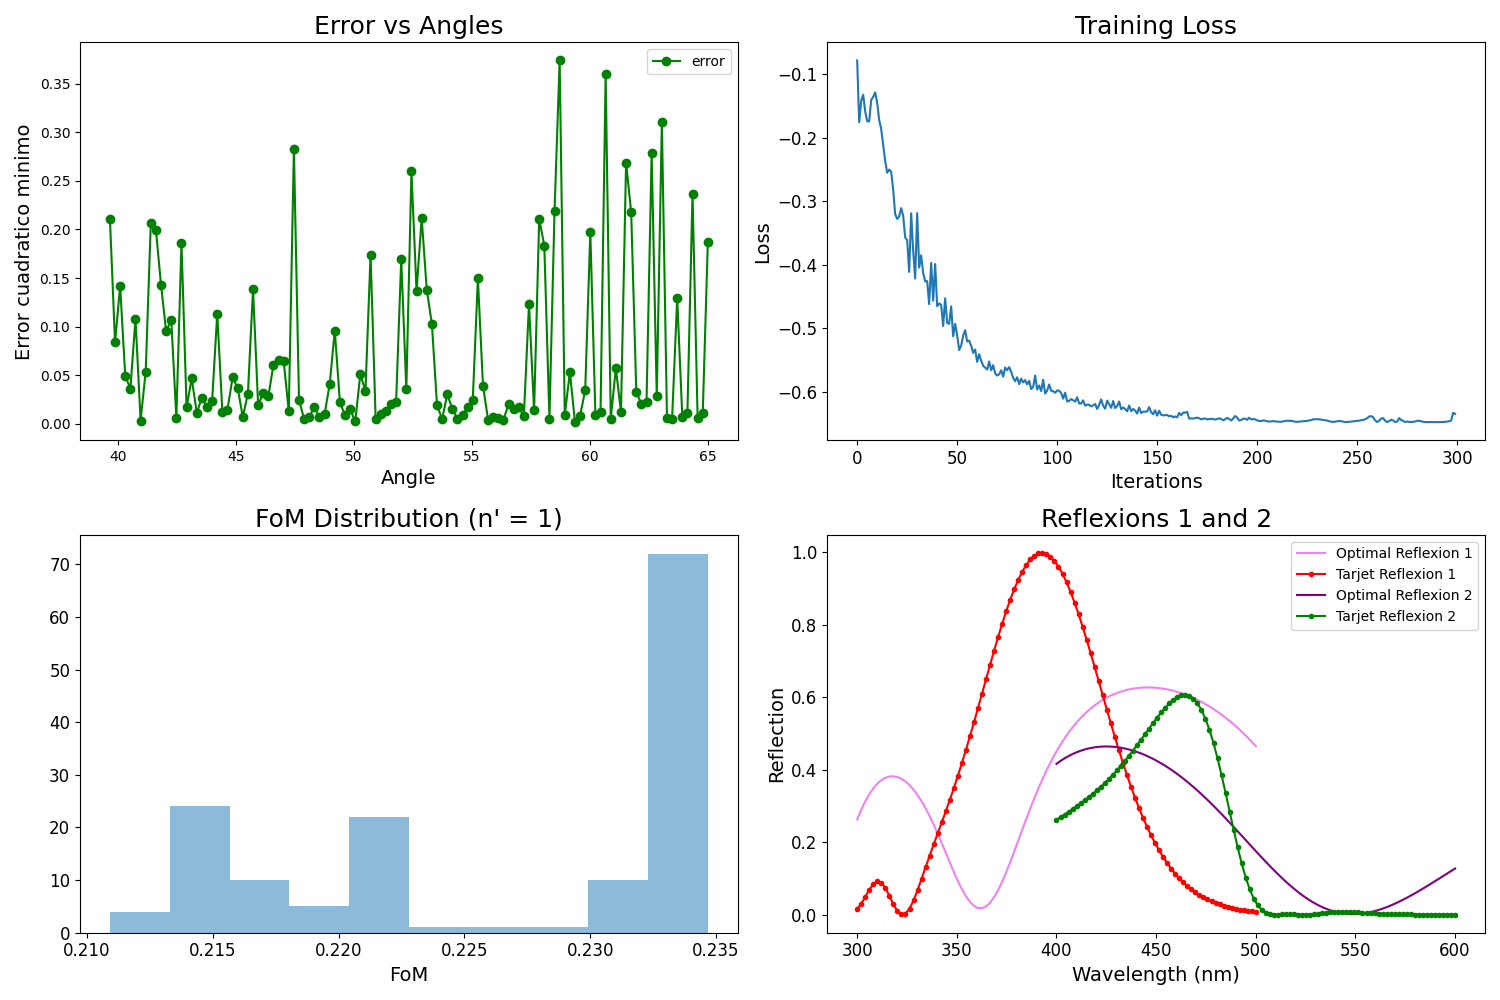 Error vs Angles
Error cuadratico minimo
0.35
0.30
0.25
0.20
0.15
0.10
0.05
0.00
error
40 45 50 55 60 65
Angle
Training Loss
Loss
−0.1
−0.2
−0.3
−0.4
−0.5
−0.6
0 50 100 150 200 250 300
Iterations
FoM Distribution (n' = 1)
70
60
50
40
30
20
10
0
0.210 0.215 0.220 0.225 0.230 0.235
FoM
Reflexions 1 and 2
Reflection
1.0
0.8
0.6
0.4
0.2
0.0
Optimal Reflexion 1
Tarjet Reflexion 1
Optimal Reflexion 2
Tarjet Reflexion 2
300 350 400 450 500 550 600
Wavelength (nm)